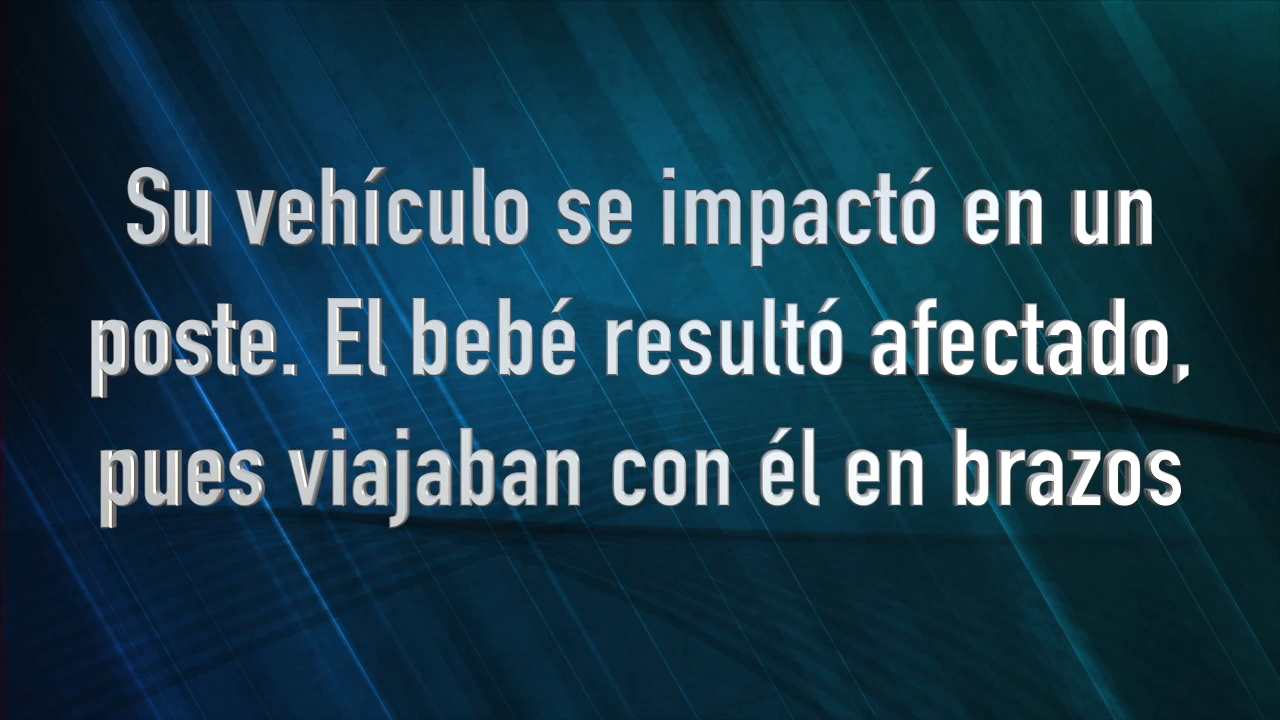 Su vehículo se impactó en un
poste. El bebé resultó afectado,
pues viajaban con él en brazos